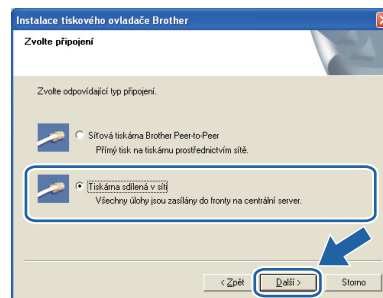 Instalace tiskového ovladače Brother
Zvolte připojení
Zvolte odpovídající typ připojení.
Síťová tiskárna Brother Peer-to-Peer
Přímý tisk na tiskárnu prostřednictvím sítě.
Tiskárna sdílená v síti
Všechny úlohy jsou zasílány do fronty na centrální server.
< Zpět Další > Storno